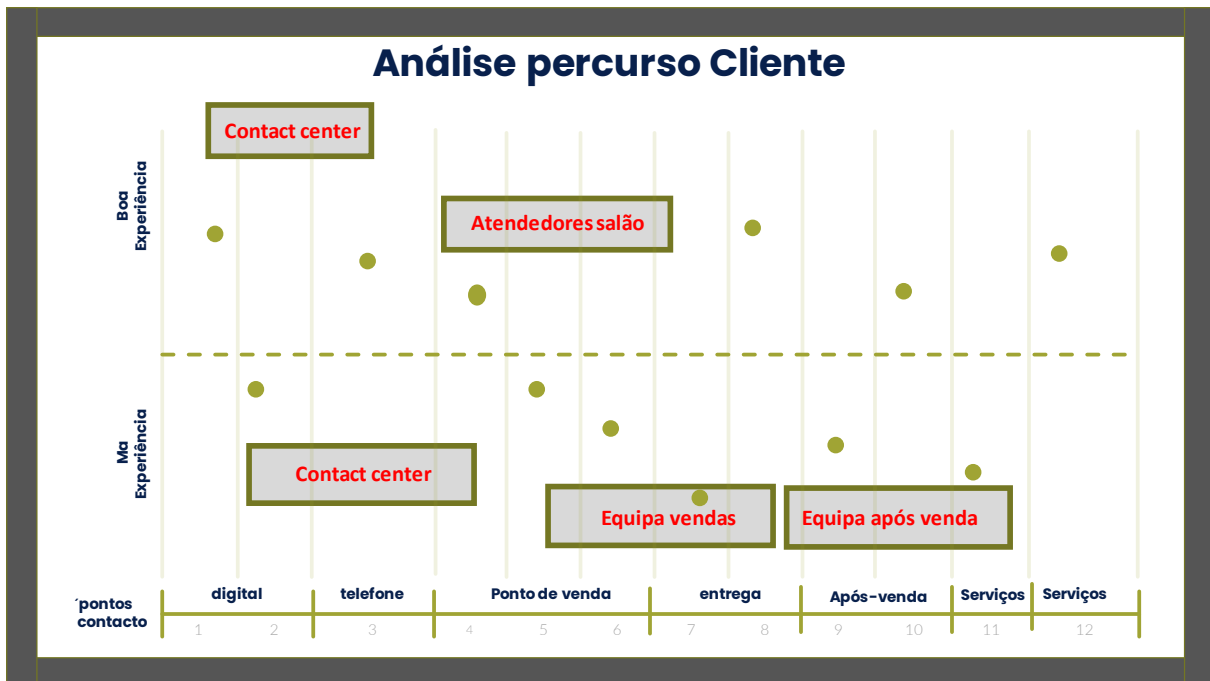 Análise percurso Cliente
Contact center
Boa
Experiência
Atendedores salão
Ma
Experiência
Contact center
Equipa vendas
Equipa após venda
´pontos
contacto
digital
telefone
Ponto de venda
entrega
Após-venda
Serviços
Serviços
1 2 3 4 5 6 7 8 9 10 11 12